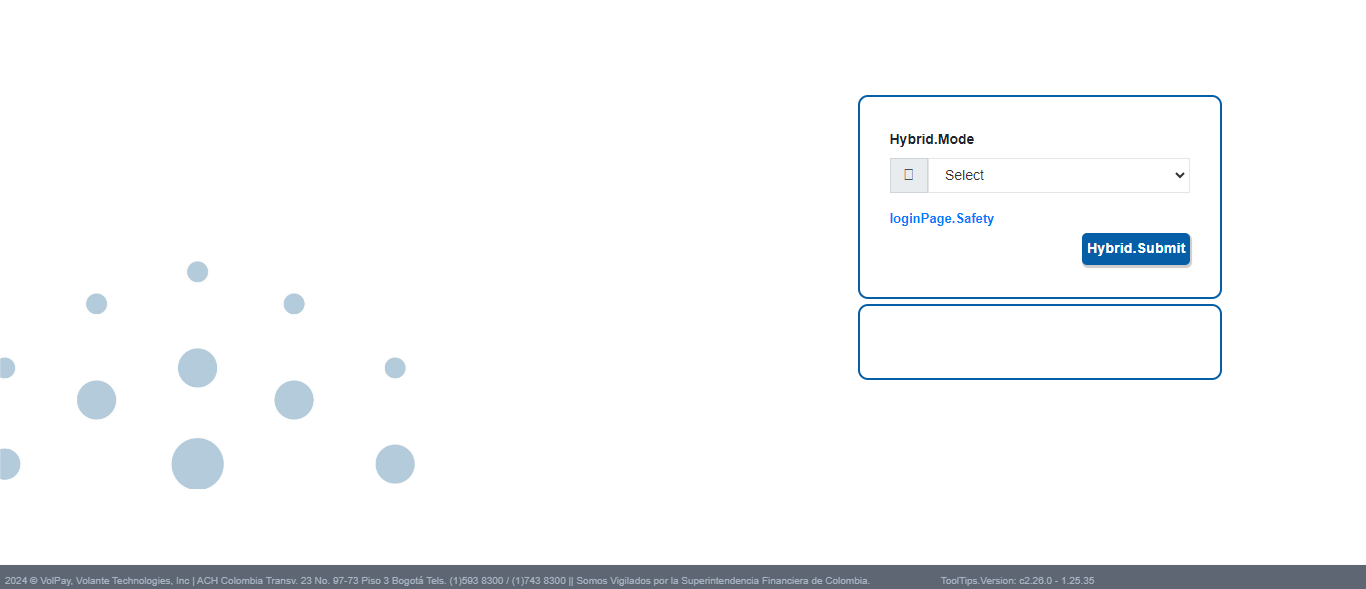 Hybrid.Mode
Select
loginPage.Safety
Hybrid.Submit
2024 © VolPay, Volante Technologies, Inc | ACH Colombia Transv. 23 No. 97-73 Piso 3 Bogotá Tels. (1)593 8300 / (1)743 8300 || Somos Vigilados por la Superintendencia Financiera de Colombia. ToolTips.Version: c2.26.0 - 1.25.35